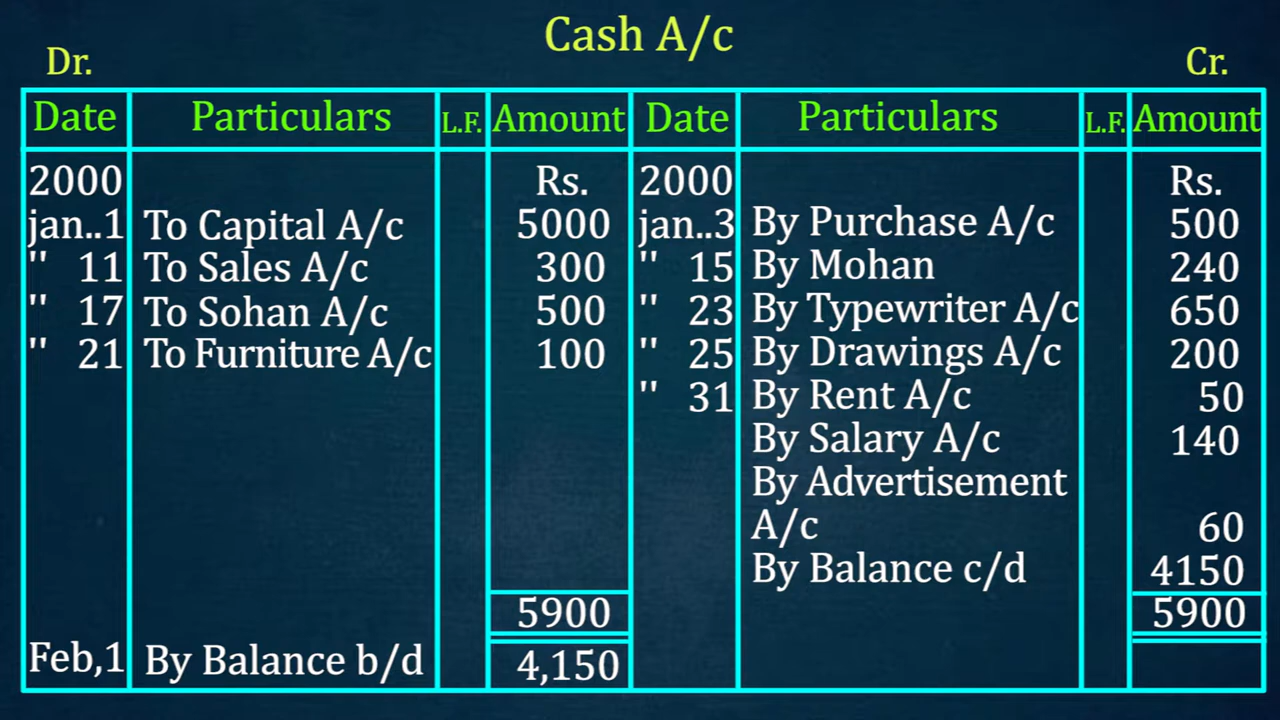 Cash A/c
Dr. Cr.
Date Particulars L.F. Amount Date Particulars L.F. Amount
2000 Rs. 2000 Rs.
jan..1 To Capital A/c 5000 jan..3 By Purchase A/c 500
" 11 To Sales A/c 300 " 15 By Mohan 240
" 17 To Sohan A/c 500 " 23 By Typewriter A/c 650
" 21 To Furniture A/c 100 " 25 By Drawings A/c 200
" 31 By Rent A/c 50
By Salary A/c 140
By Advertisement
A/c 60
By Balance c/d 4150
5900 5900
Feb,1 By Balance b/d 4,150